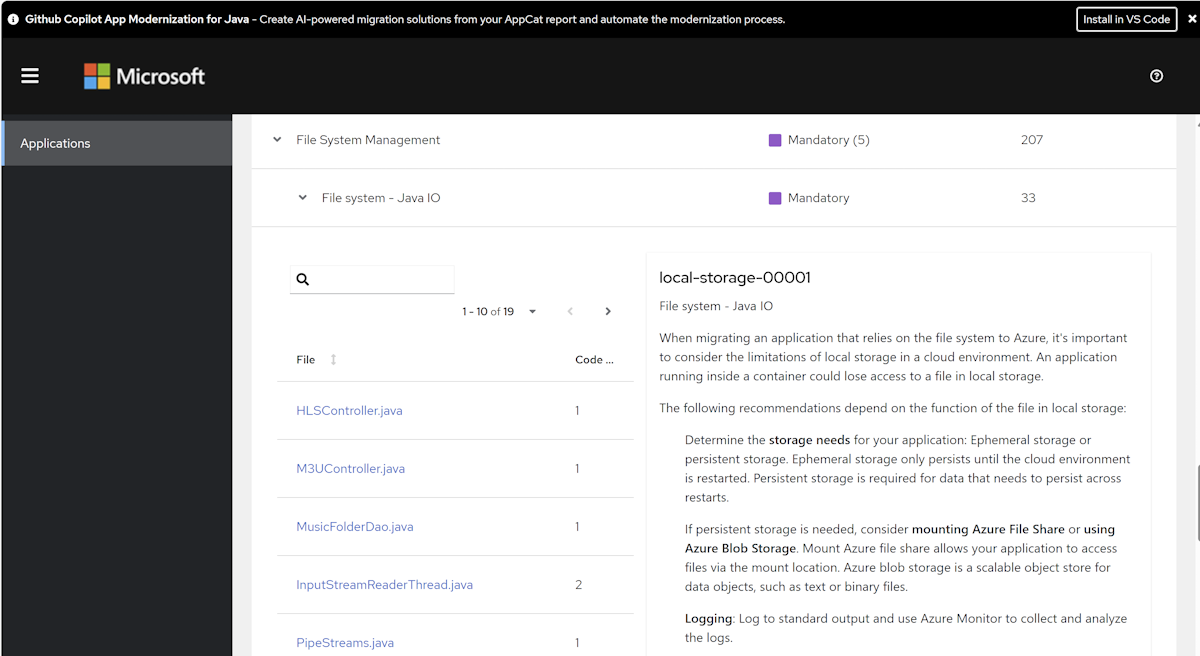 Github Copilot App Modernization for Java – Create AI-powered migration solutions from your AppCat report and automate the modernization process.
Install in VS Code
Microsoft
Applications
File System Management Mandatory (5) 207
File system - Java IO Mandatory 33
1 - 10 of 19
File Code ...
HLSController.java 1
M3UController.java 1
MusicFolderDao.java 1
InputStreamReaderThread.java 2
PipeStreams.java 1
local-storage-00001
File system - Java IO
When migrating an application that relies on the file system to Azure, it's important
to consider the limitations of local storage in a cloud environment. An application
running inside a container could lose access to a file in local storage.
The following recommendations depend on the function of the file in local storage:
Determine the storage needs for your application: Ephemeral storage or
persistent storage. Ephemeral storage only persists until the cloud environment
is restarted. Persistent storage is required for data that needs to persist across
restarts.
If persistent storage is needed, consider mounting Azure File Share or using
Azure Blob Storage. Mount Azure file share allows your application to access
files via the mount location. Azure blob storage is a scalable object store for
data objects, such as text or binary files.
Logging: Log to standard output and use Azure Monitor to collect and analyze
the logs.